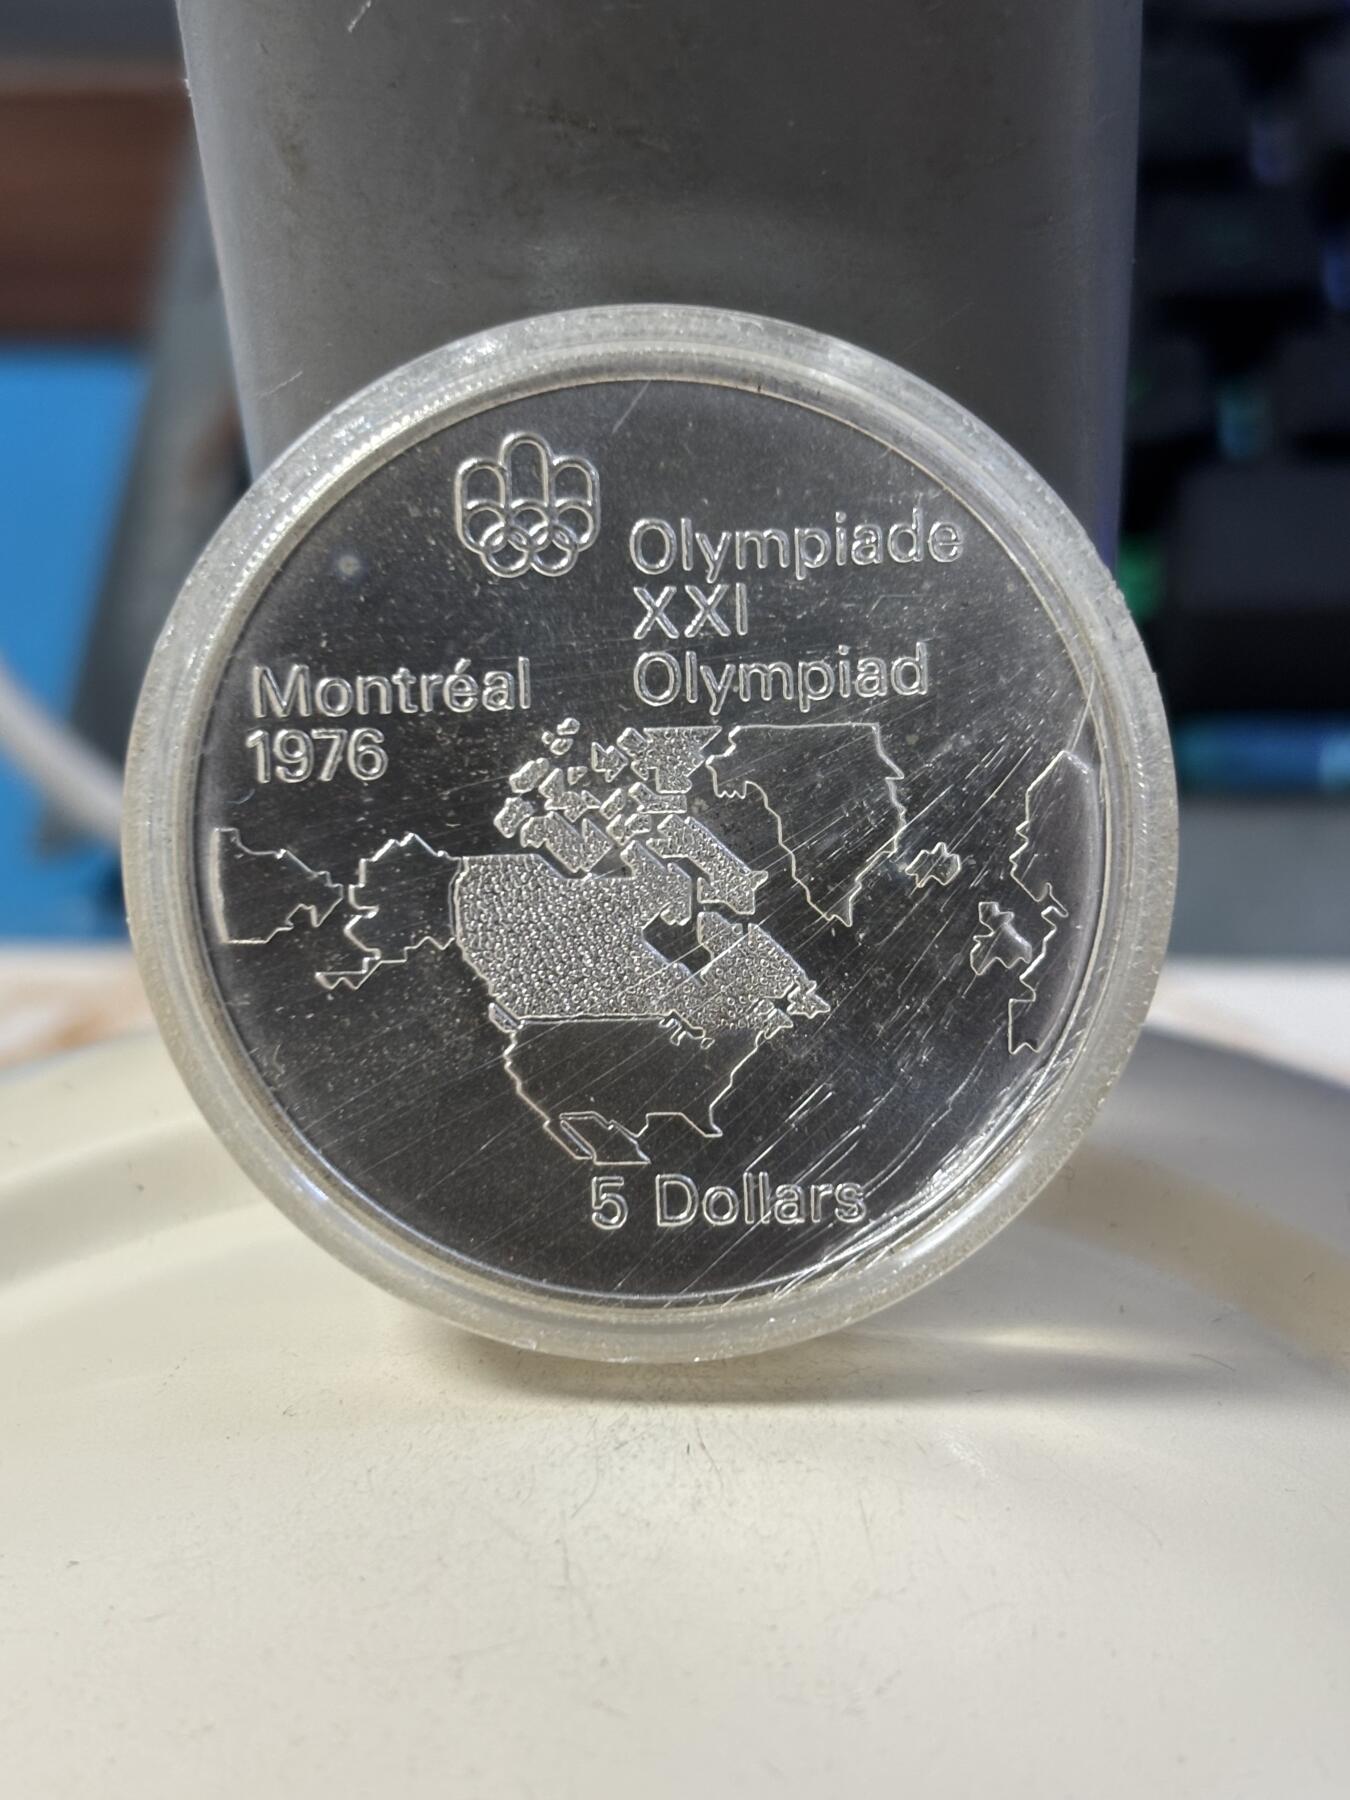 Olympiade
XXI
Olympiad
Montréal
1976
5 Dollars